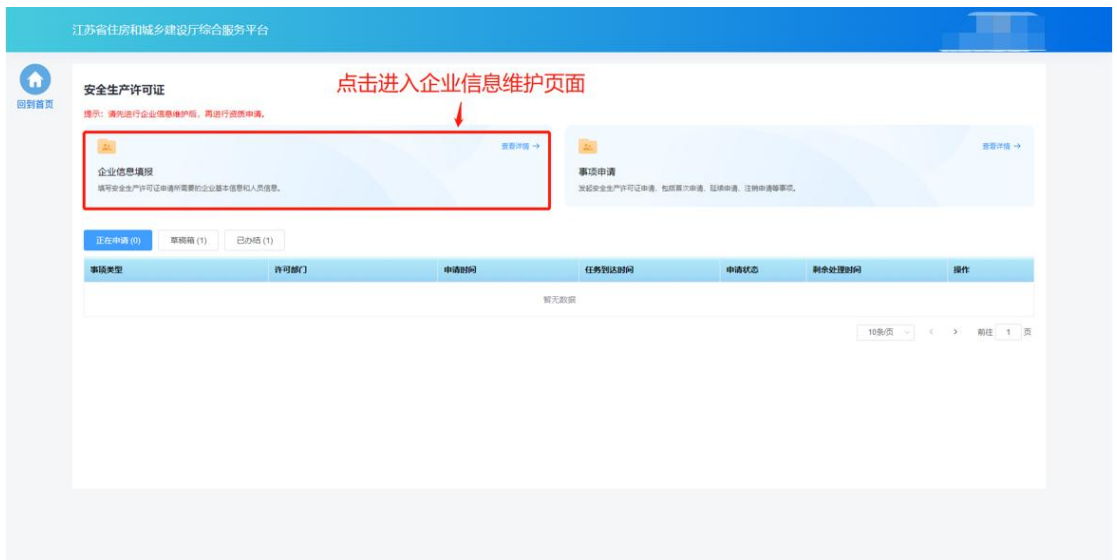 江苏省住房和城乡建设厅综合服务平台
回到首页
安全生产许可证
点击进入企业信息维护页面
提示：请先进行企业信息维护后，再进行资质申请。
查看详情 →
企业信息填报
填写安全生产许可证申请所需要的企业基本信息和人员信息。
查看详情 →
事项申请
发起安全生产许可证申请，包括首次申请、延续申请、注销申请等事项。
正在申请 (0) 草稿箱 (1) 已办结 (1)
事项类型 许可部门 申请时间 任务到达时间 申请状态 剩余处理时间 操作
暂无数据
10条/页 < > 前往 1 页